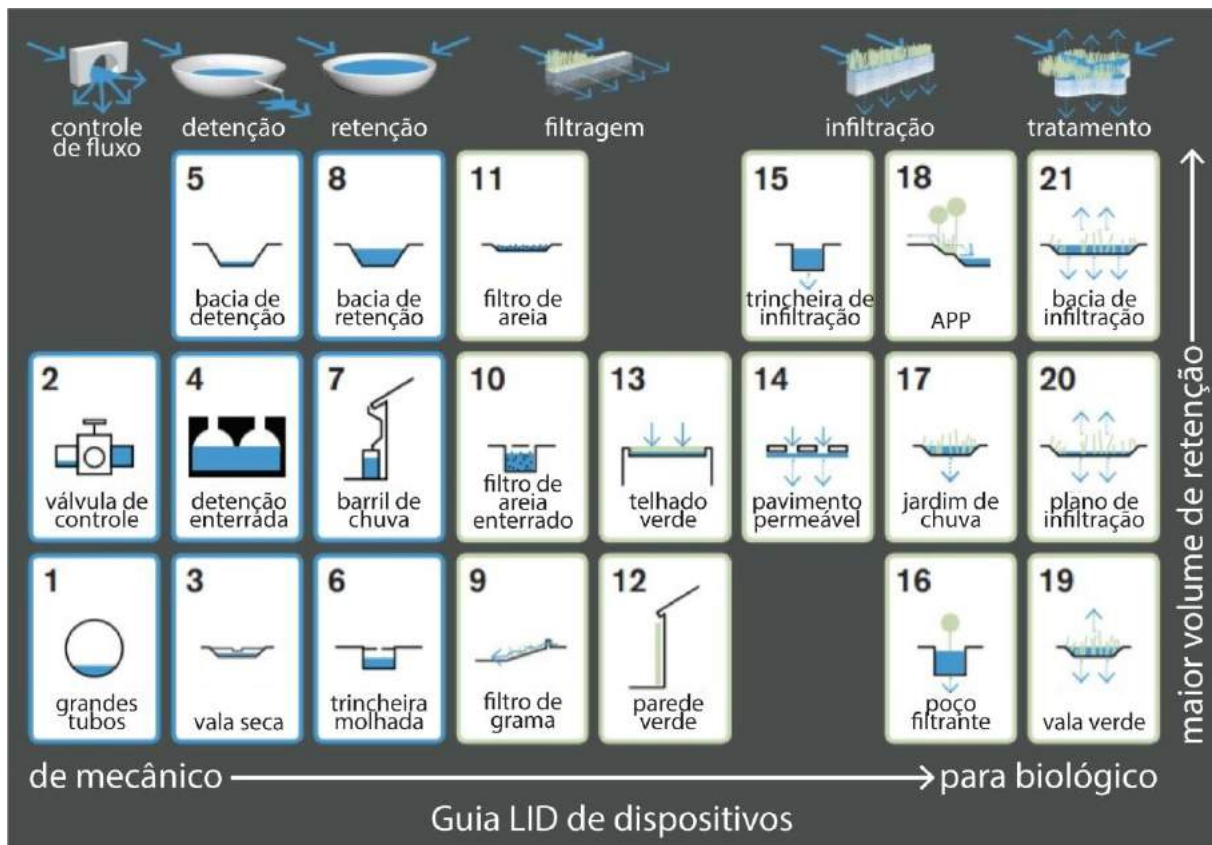 controle
de fluxo
detenção
retenção
filtragem
infiltração
tratamento
5
bacia de
detenção
8
bacia de
retenção
11
filtro de
areia
15
trincheira de
infiltração
18
APP
21
bacia de
infiltração
2
válvula de
controle
4
detenção
enterrada
7
barril de
chuva
10
filtro de
areia
enterrado
13
telhado
verde
14
pavimento
permeável
17
jardim de
chuva
20
plano de
infiltração
1
grandes
tubos
3
vala seca
6
trincheira
molhada
9
filtro de
grama
12
parede
verde
16
poço
filtrante
19
vala verde
maior volume de retenção
de mecânico
para biológico
Guia LID de dispositivos